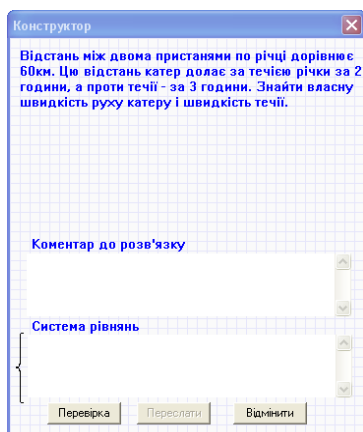 Конструктор
Відстань між двома пристанями по річці дорівнює
60км. Цю відстань катер долає за течією річки за 2
години, а проти течії - за 3 години. Знайти власну
швидкість руху катеру і швидкість течії.
Коментар до розв'язку
Система рівнянь
Перевірка Переслати Відмінити